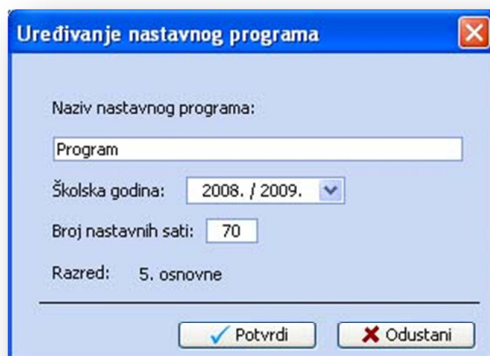 Uređivanje nastavnog programa
Naziv nastavnog programa:
Program
Školska godina: 2008. / 2009.
Broj nastavnih sati: 70
Razred: 5. osnovne
Potvrdi Odustani